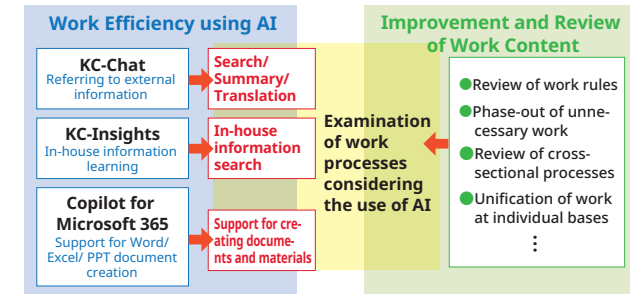 Work Efficiency using AI
KC-Chat
Referring to external
information
Search/
Summary/
Translation
KC-Insights
In-house information
learning
In-house
information
search
Copilot for
Microsoft 365
Support for Word/
Excel/ PPT document
creation
Support for cre-
ating docume-
nts and materials
Examination
of work
processes
considering
the use of AI
Improvement and Review
of Work Content
●Review of work rules
●Phase-out of unne-
cessary work
●Review of cross-
sectional processes
●Unification of work
at individual bases
⋮